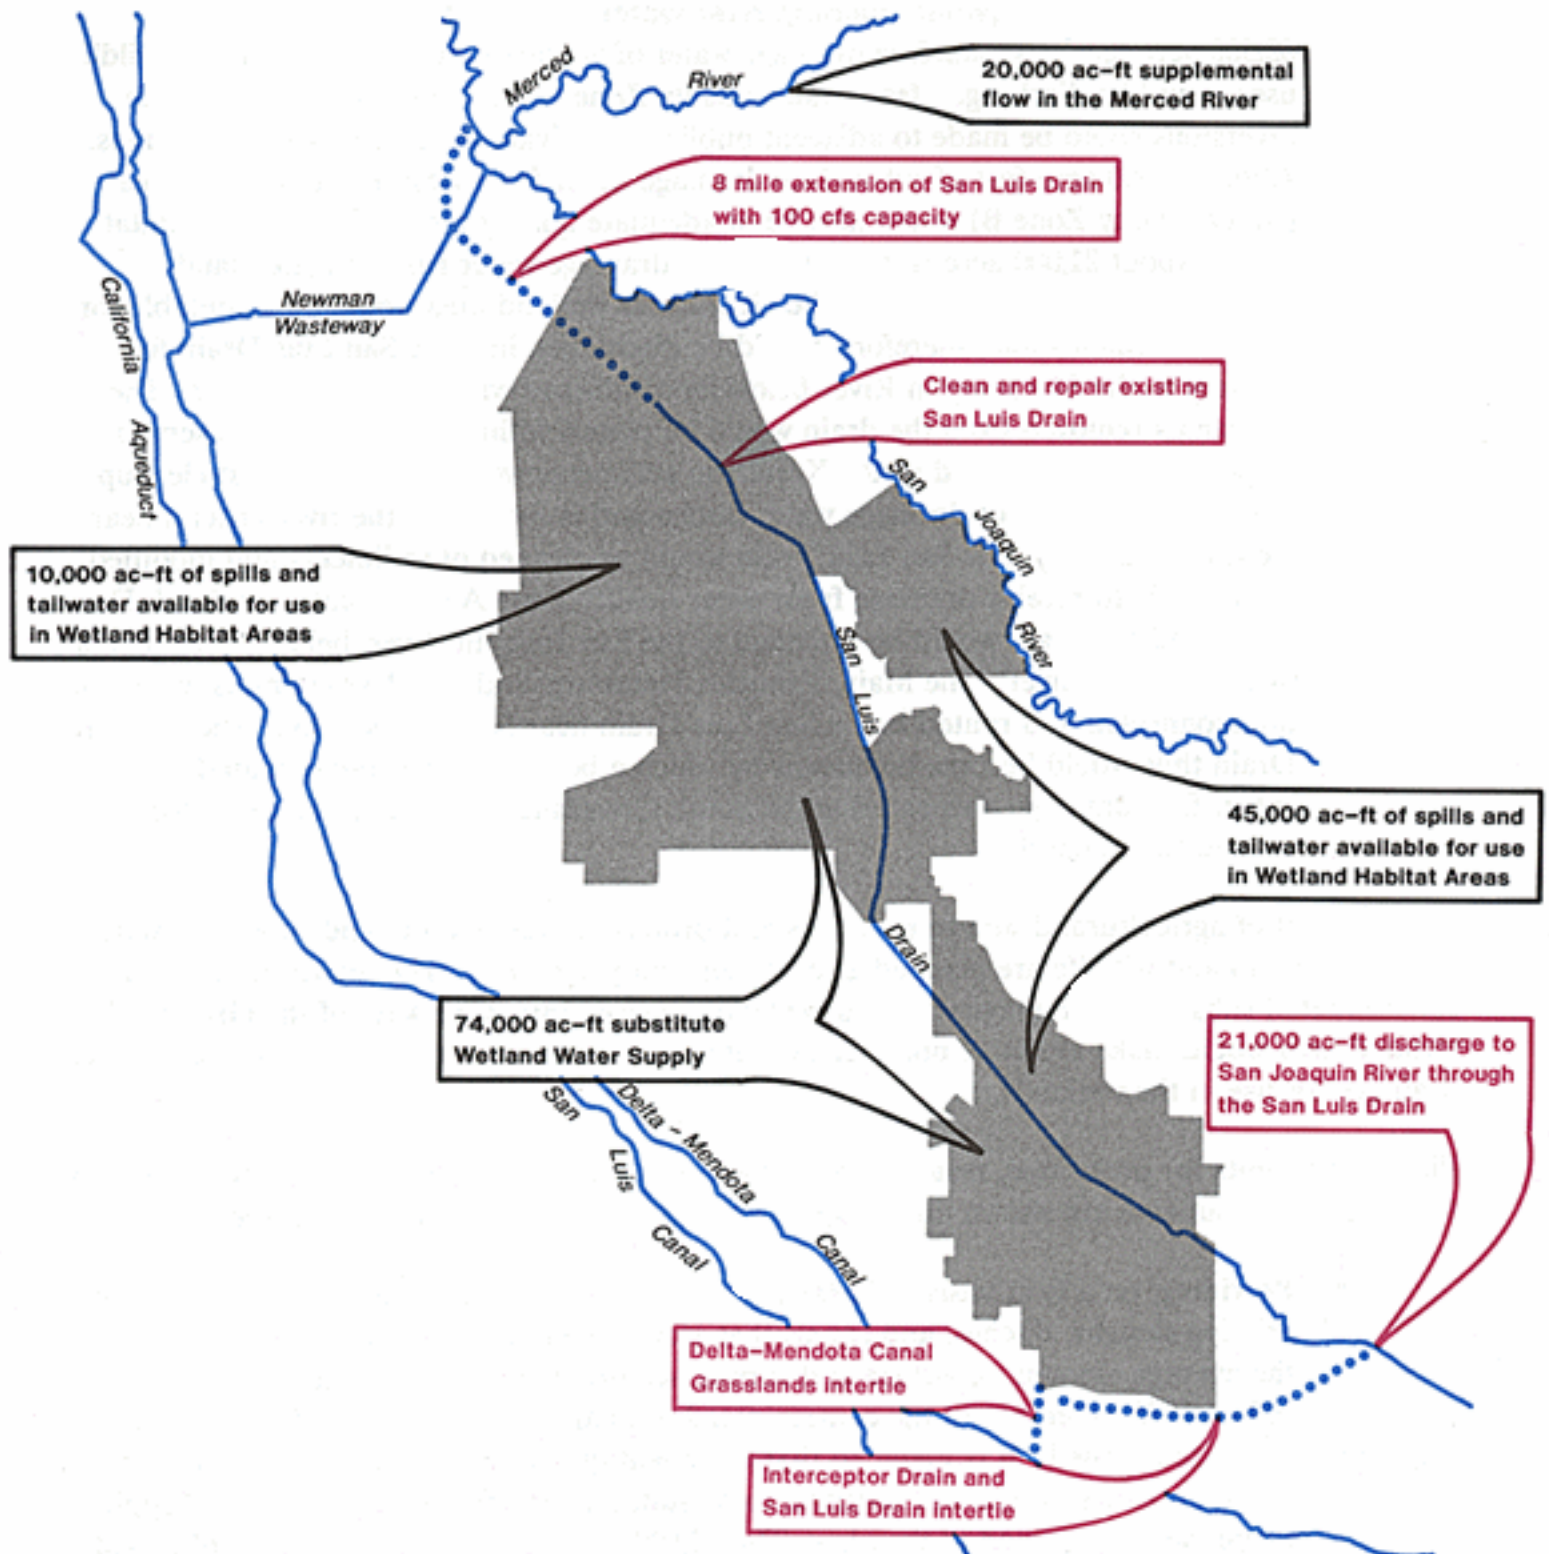 Merced
River
20,000 ac–ft supplemental
flow in the Merced River
8 mile extension of San Luis Drain
with 100 cfs capacity
Newman
Wasteway
California
Aqueduct
Clean and repair existing
San Luis Drain
San
Joaquin
River
10,000 ac–ft of spills and
tailwater available for use
in Wetland Habitat Areas
San
Luis
Drain
45,000 ac–ft of spills and
tailwater available for use
in Wetland Habitat Areas
74,000 ac–ft substitute
Wetland Water Supply
21,000 ac–ft discharge to
San Joaquin River through
the San Luis Drain
San
Luis
Canal
Delta – Mendota
Canal
Delta–Mendota Canal
Grasslands intertie
Interceptor Drain and
San Luis Drain intertie